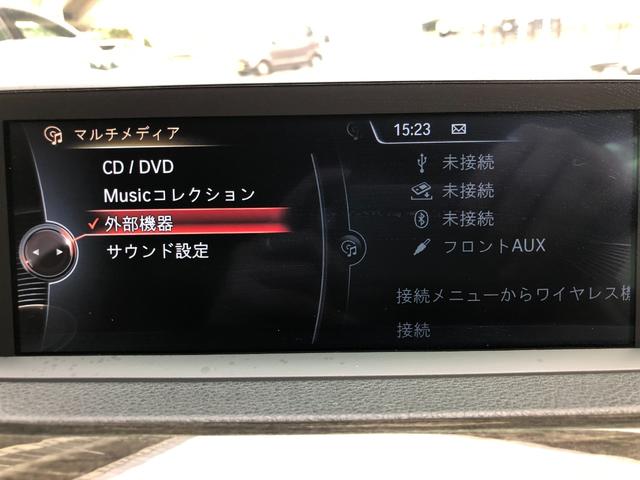 マルチメディア
15:23
CD / DVD
Musicコレクション
外部機器
サウンド設定
未接続
未接続
未接続
フロントAUX
接続メニューからワイヤレス機
接続